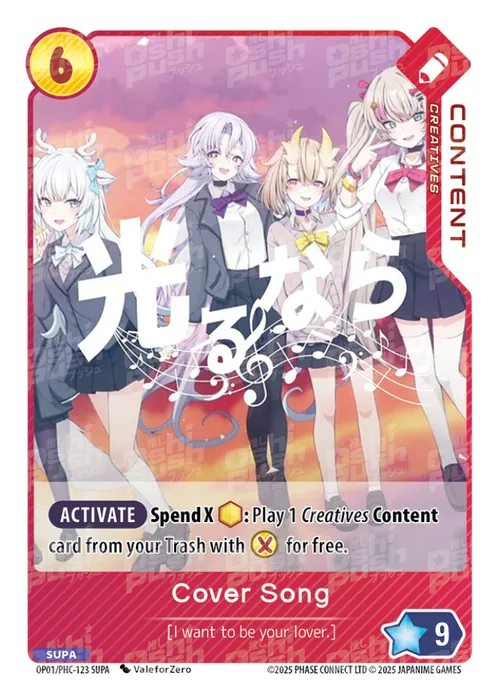 6
CONTENT
CREATIVES
光るなら
ACTIVATE Spend X : Play 1 Creatives Content
card from your Trash with X for free.
Cover Song
[I want to be your lover.]
9
SUPA
OP01/PHC-123 SUPA ValeforZero ©2025 PHASE CONNECT LTD © 2025 JAPANIME GAMES